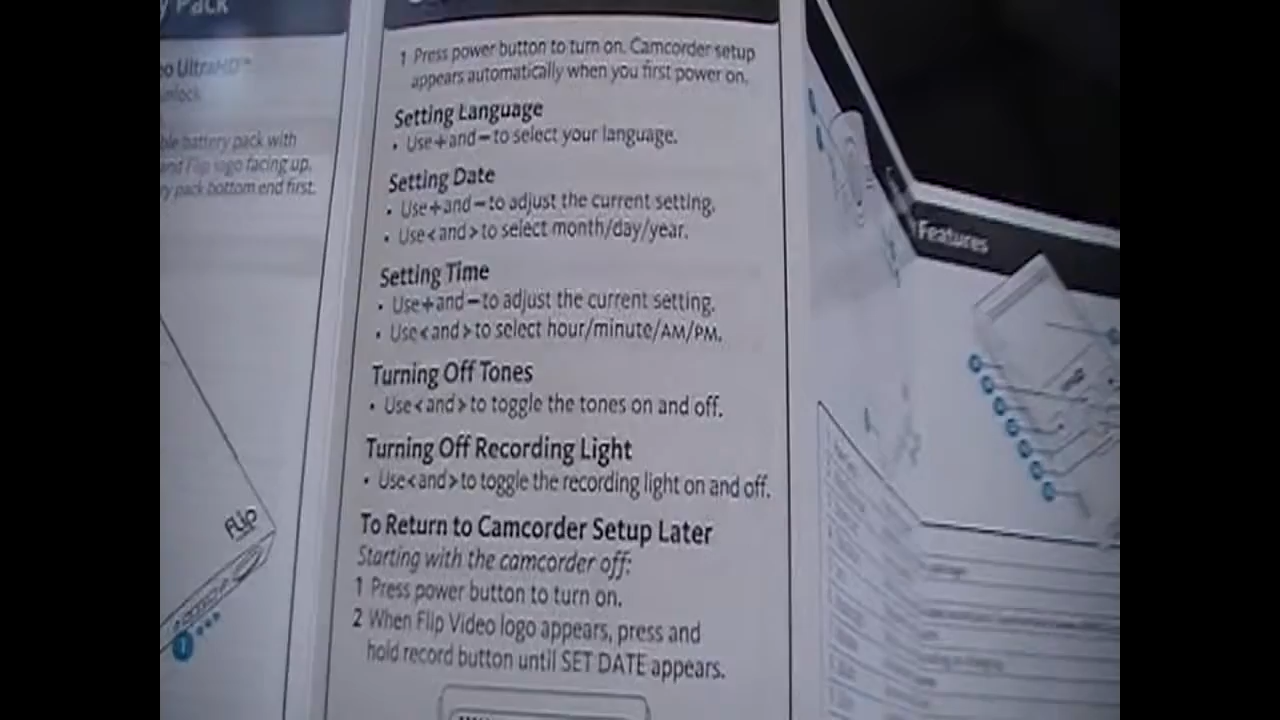 Pack
UltraHD™
unlock.
battery pack with
and Flip logo facing up.
pack bottom end first.
FLIP
1
1 Press power button to turn on. Camcorder setup
appears automatically when you first power on.
Setting Language
• Use + and – to select your language.
Setting Date
• Use + and – to adjust the current setting.
• Use < and > to select month/day/year.
Setting Time
• Use + and – to adjust the current setting.
• Use < and > to select hour/minute/AM/PM.
Turning Off Tones
• Use < and > to toggle the tones on and off.
Turning Off Recording Light
• Use < and > to toggle the recording light on and off.
To Return to Camcorder Setup Later
Starting with the camcorder off:
1 Press power button to turn on.
2 When Flip Video logo appears, press and
hold record button until SET DATE appears.
Features